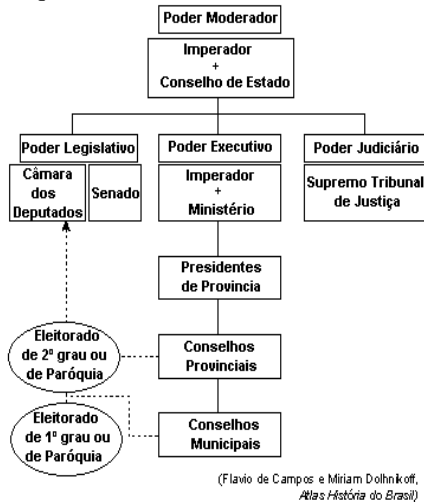 Poder Moderador
Imperador
+
Conselho de Estado
Poder Legislativo
Poder Executivo
Poder Judiciário
Câmara
dos
Deputados
Senado
Imperador
+
Ministério
Supremo Tribunal
de Justiça
Presidentes
de Provincia
Eleitorado
de 2º grau ou
de Paróquia
Conselhos
Provinciais
Eleitorado
de 1º grau ou
de Paróquia
Conselhos
Municipais
(Flavio de Campos e Miriam Dolhnikoff,
Atlas História do Brasil)